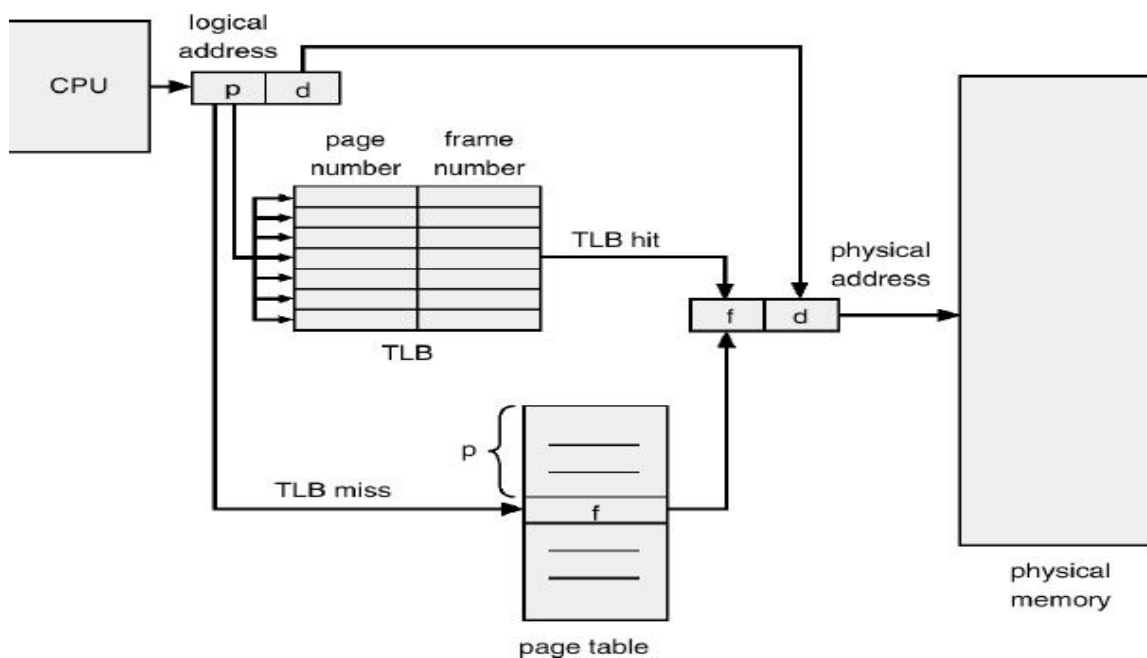 logical
address
CPU
p d
page frame
number number
TLB hit
physical
address
f d
TLB
p
TLB miss
f
physical
memory
page table